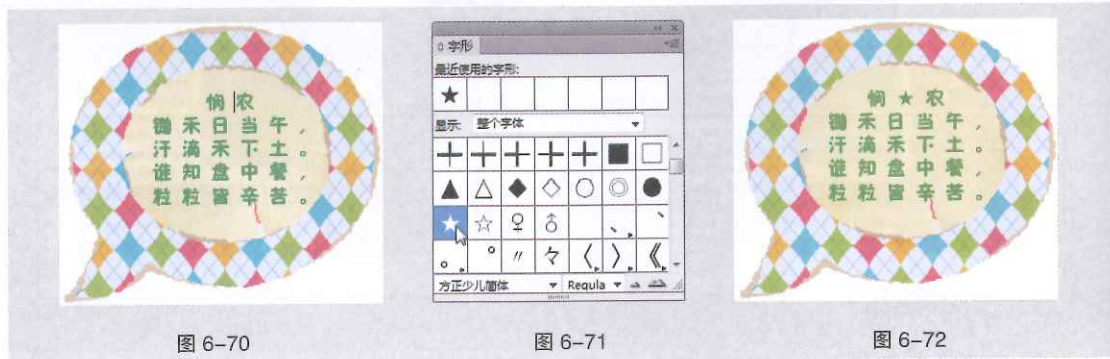 悯 农
锄禾日当午，
汗滴禾下土。
谁知盒中餐，
粒粒皆辛苦。
图 6-70
字形
最近使用的字形:
★
显示: 整个字体
方正少儿简体 Regula
图 6-71
悯 ★ 农
锄禾日当午，
汗滴禾下土。
谁知盒中餐，
粒粒皆辛苦。
图 6-72